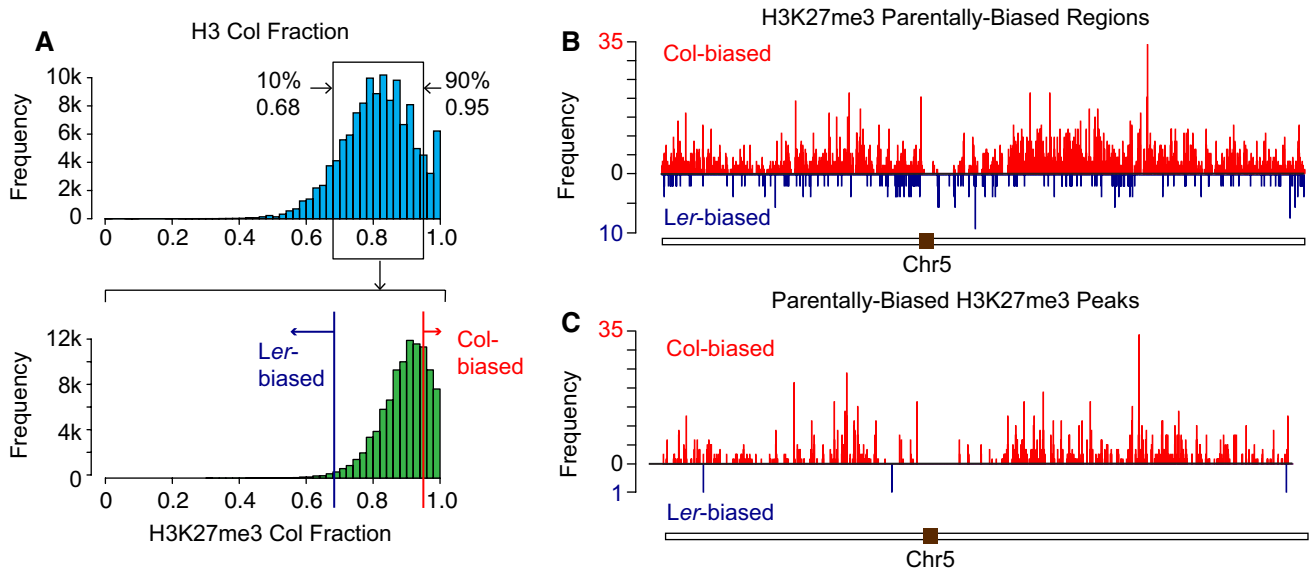 A
H3 Col Fraction
10k
8k
6k
4k
2k
0
Frequency
10%
0.68
90%
0.95
0 0.2 0.4 0.6 0.8 1.0
12k
8k
4k
0
Frequency
Ler-
biased
Col-
biased
0 0.2 0.4 0.6 0.8 1.0
H3K27me3 Col Fraction
B
H3K27me3 Parentally-Biased Regions
35
0
10
Frequency
Col-biased
Ler-biased
Chr5
C
Parentally-Biased H3K27me3 Peaks
35
0
1
Frequency
Col-biased
Ler-biased
Chr5